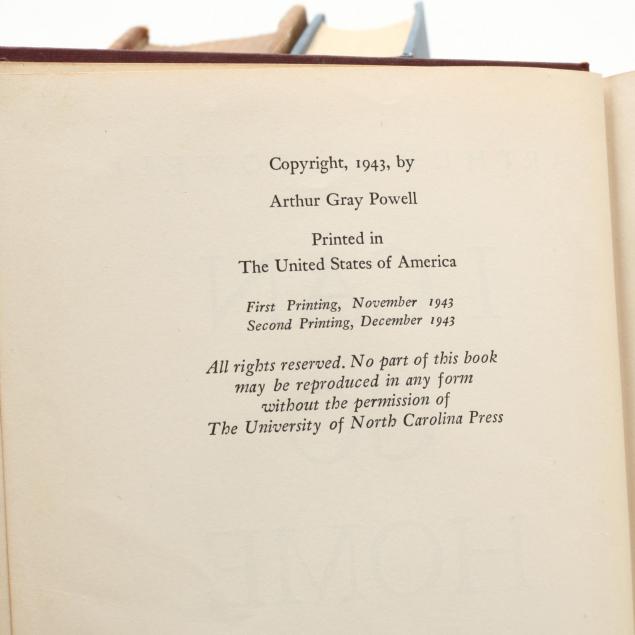 Copyright, 1943, by
Arthur Gray Powell
Printed in
The United States of America
First Printing, November 1943
Second Printing, December 1943
All rights reserved. No part of this book
may be reproduced in any form
without the permission of
The University of North Carolina Press